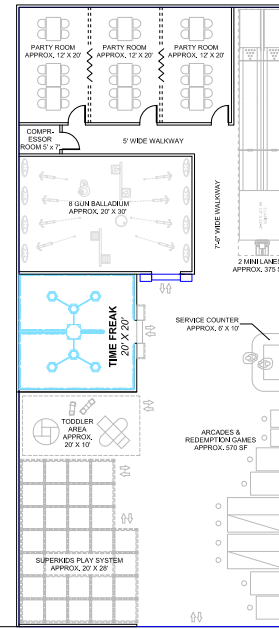 PARTY ROOM
APPROX. 12' X 20'
PARTY ROOM
APPROX. 12' X 20'
PARTY ROOM
APPROX. 12' X 20'
COMPR-
ESSOR
ROOM 5' x 7'
5' WIDE WALKWAY
8 GUN BALLADIUM
APPROX. 20' X 30'
7'-6" WIDE WALKWAY
2 MINI LANES
APPROX. 375 S
TIME FREAK
20' X 20'
SERVICE COUNTER
APPROX. 6' X 10'
TODDLER
AREA
APPROX.
20' X 10'
ARCADES &
REDEMPTION GAMES
APPROX. 570 SF
SUPERKIDS PLAY SYSTEM
APPROX. 20' X 28'